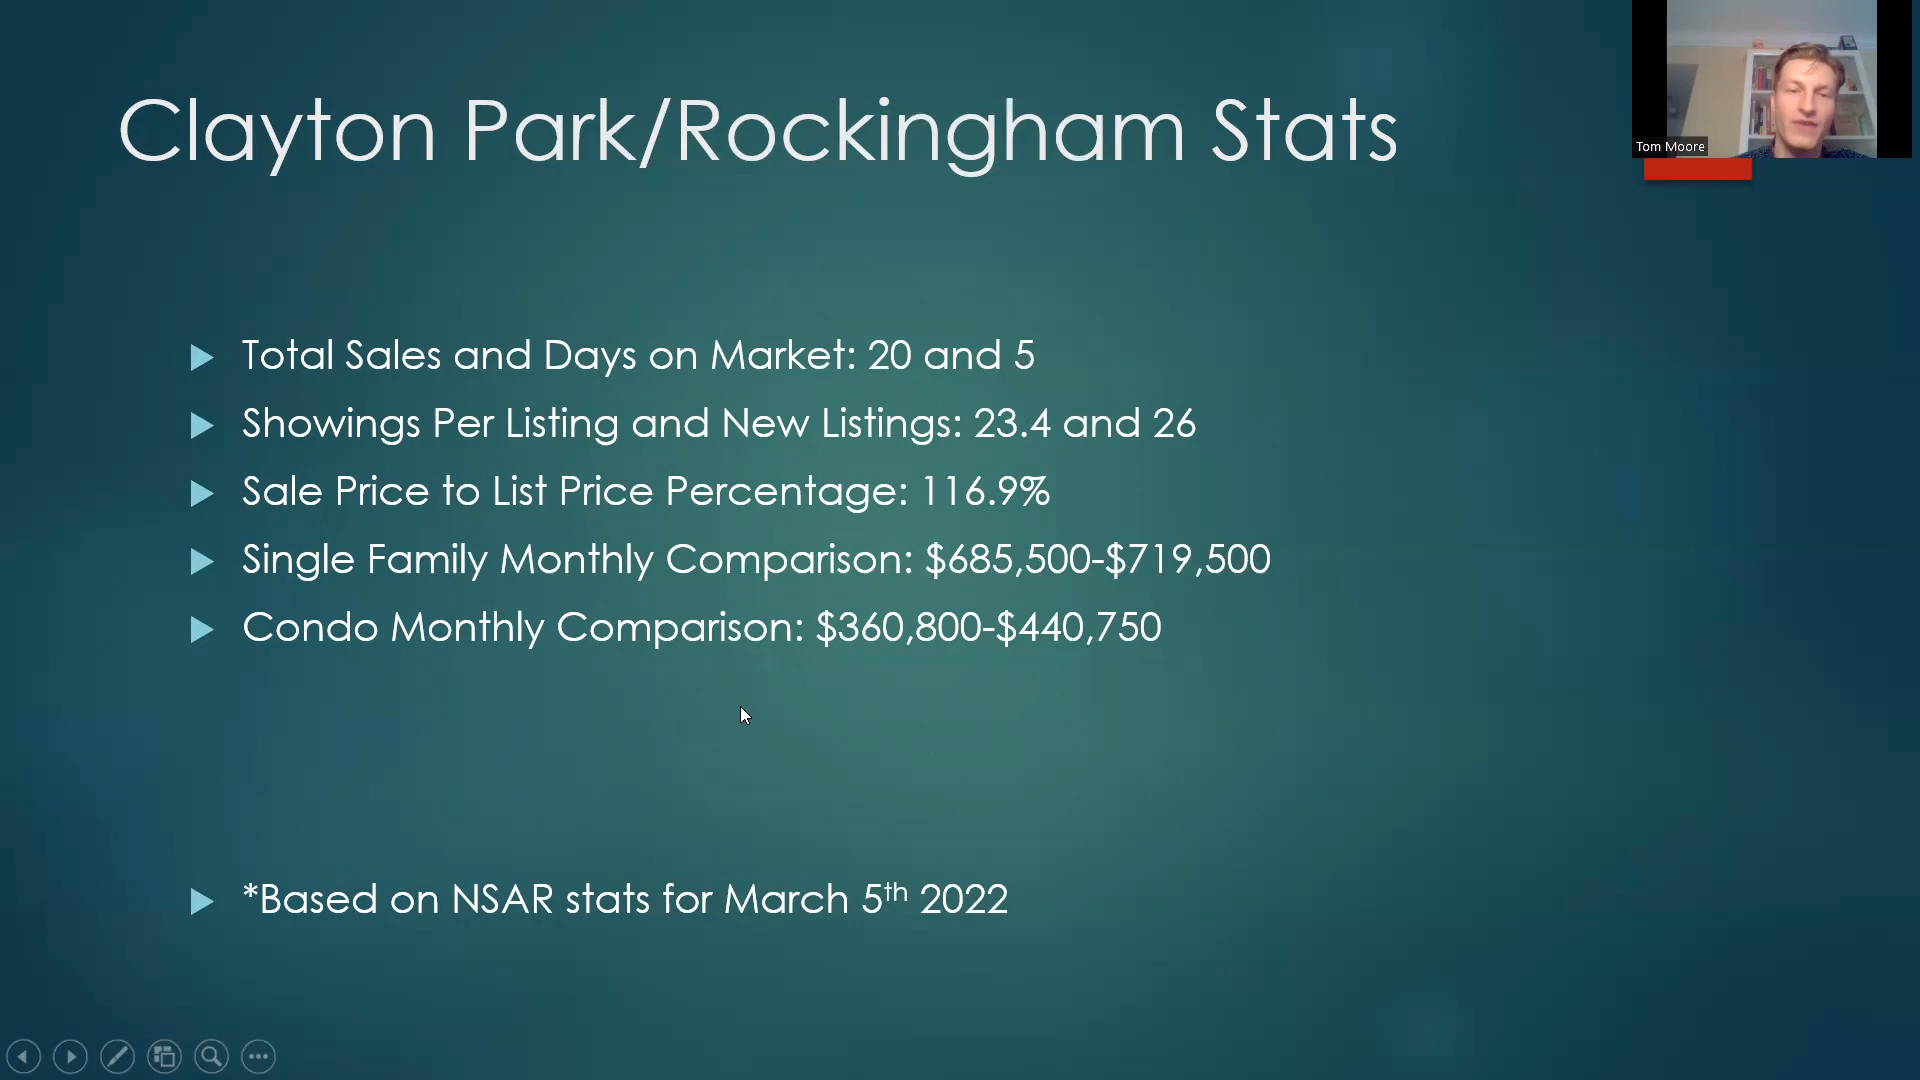 Clayton Park/Rockingham Stats
Tom Moore
Total Sales and Days on Market: 20 and 5
Showings Per Listing and New Listings: 23.4 and 26
Sale Price to List Price Percentage: 116.9%
Single Family Monthly Comparison: $685,500-$719,500
Condo Monthly Comparison: $360,800-$440,750
*Based on NSAR stats for March 5th 2022